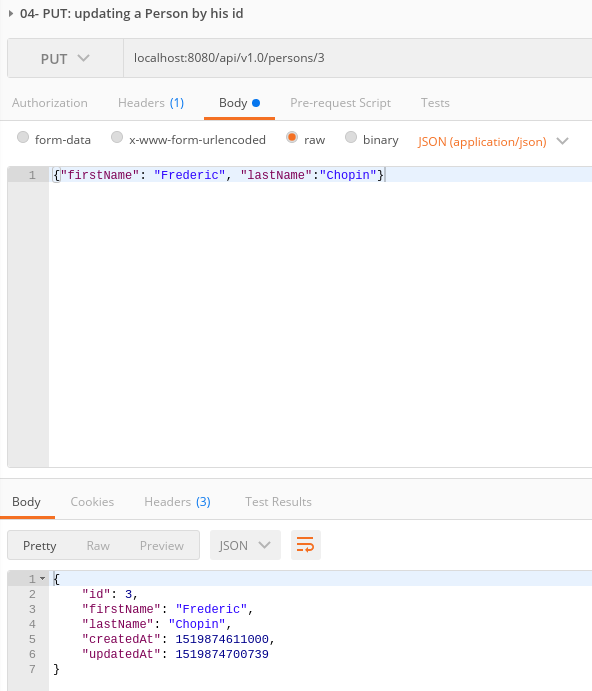 04- PUT: updating a Person by his id
PUT localhost:8080/api/v1.0/persons/3
Authorization Headers (1) Body Pre-request Script Tests
form-data x-www-form-urlencoded raw binary JSON (application/json)
1 {"firstName": "Frederic", "lastName":"Chopin"}
Body Cookies Headers (3) Test Results
Pretty Raw Preview JSON
1 {
2 "id": 3,
3 "firstName": "Frederic",
4 "lastName": "Chopin",
5 "createdAt": 1519874611000,
6 "updatedAt": 1519874700739
7 }